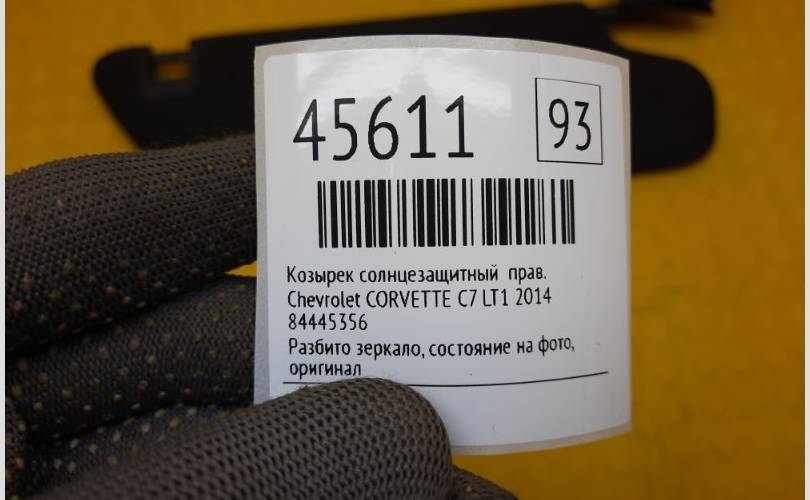 45611 93
Козырек солнцезащитный прав.
Chevrolet CORVETTE C7 LT1 2014
84445356
Разбито зеркало, состояние на фото,
оригинал